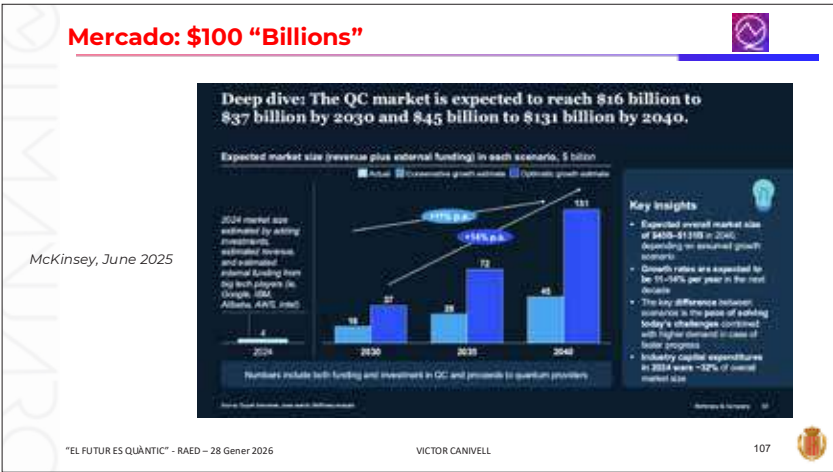 Mercado: $100 “Billions”
Deep dive: The QC market is expected to reach $16 billion to
$37 billion by 2030 and $45 billion to $131 billion by 2040.
Expected market size (revenue plus external funding) in each scenario, $ billion
Actual Conservative growth estimate Optimistic growth estimate
2024 market size
estimated by adding
investments,
estimated revenue,
and estimated
internal funding from
big tech players (ie,
Google, IBM,
Alibaba, AWS, Intel)
McKinsey, June 2025
+11% p.a.
+14% p.a.
4
2024
16
37
2030
28
72
2035
45
131
2040
Numbers include both funding and investment in QC and proceeds to quantum providers
Key insights
• Expected overall market size
of $45B–$131B in 2040,
depending on assumed growth
scenario
• Growth rates are expected to
be 11–14% per year in the next
decade
• The key difference between
scenarios is the pace of solving
today's challenges combined
with higher demand in case of
faster progress
• Industry capital expenditures
in 2024 were ~32% of overall
market size
McKinsey & Company
“EL FUTUR ES QUÀNTIC” - RAED – 28 Gener 2026
VICTOR CANIVELL
107